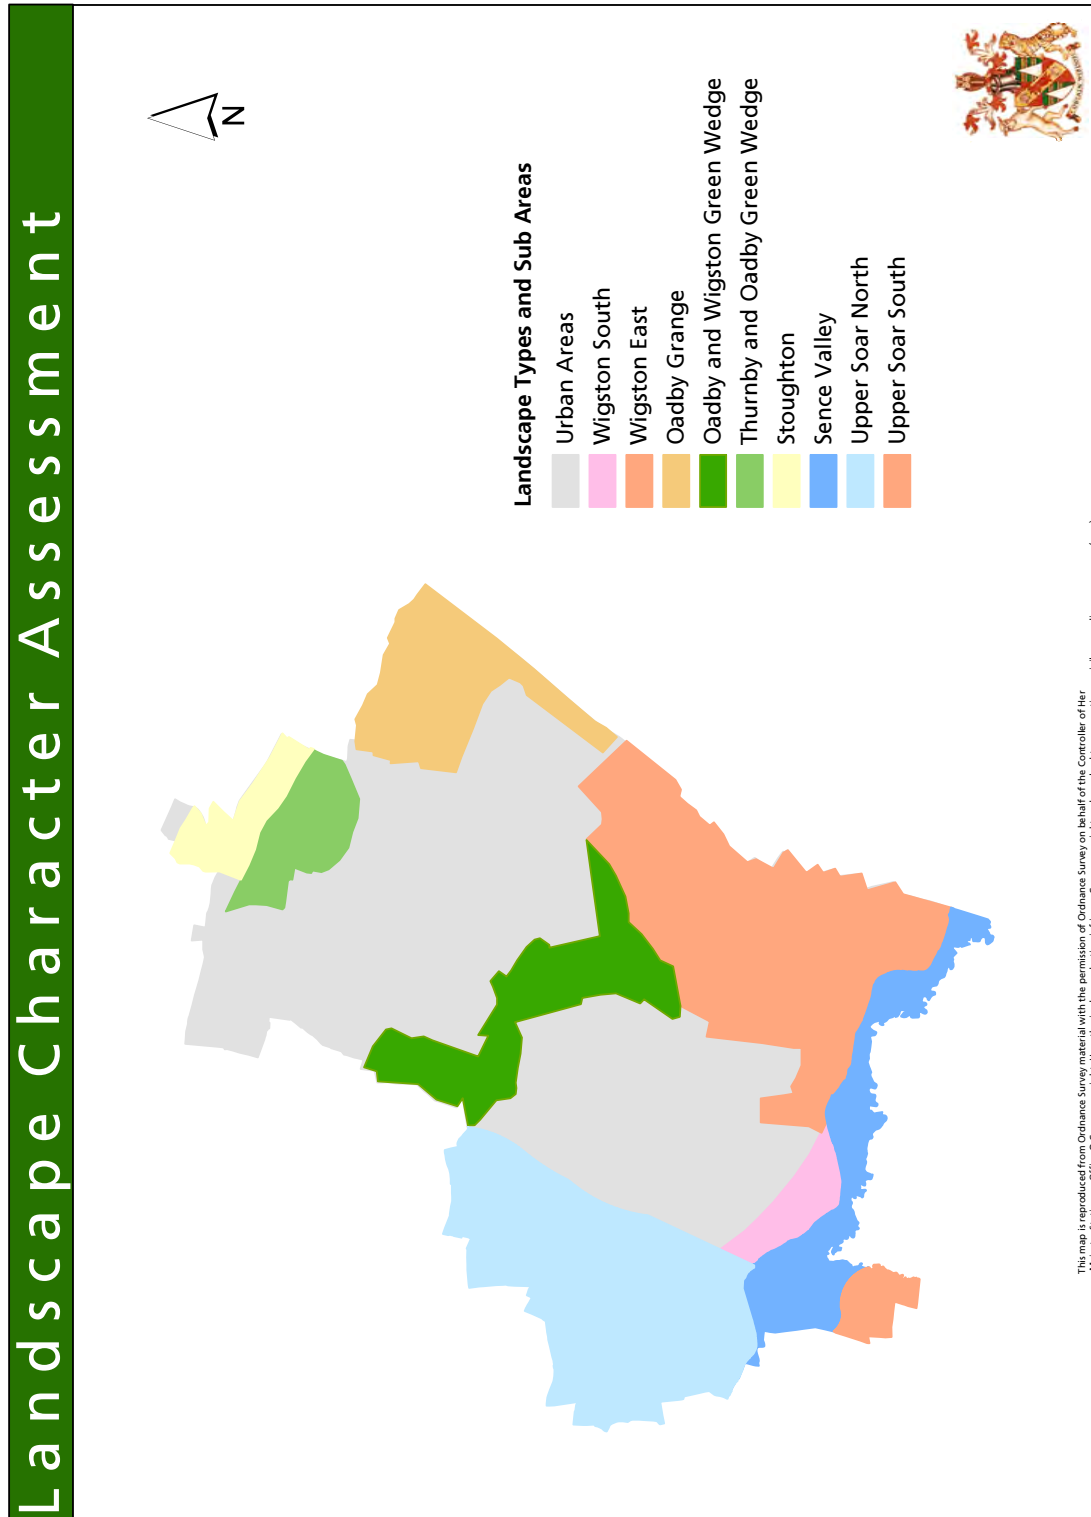 Landscape Character Assessment
N
Landscape Types and Sub Areas
Urban Areas
Wigston South
Wigston East
Oadby Grange
Oadby and Wigston Green Wedge
Thurnby and Oadby Green Wedge
Stoughton
Sence Valley
Upper Soar North
Upper Soar South
This map is reproduced from Ordnance Survey material with the permission of Ordnance Survey on behalf of the Controller of Her